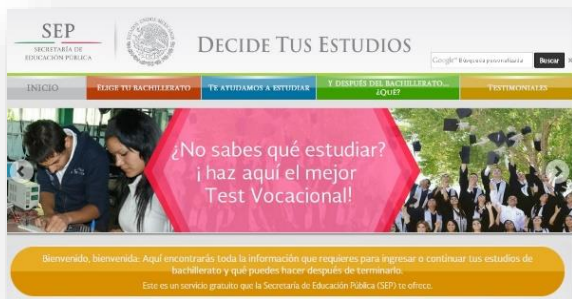 SEP
SECRETARÍA DE
EDUCACIÓN PÚBLICA
DECIDE TUS ESTUDIOS
Google™ Búsqueda personalizada
Buscar
X
INICIO
ELIGE TU BACHILLERATO
TE AYUDAMOS A ESTUDIAR
Y DESPUÉS DEL BACHILLERATO...
¿QUÉ?
TESTIMONIALES
¿No sabes qué estudiar?
¡ haz aquí el mejor
Test Vocacional!
Bienvenido, bienvenida: Aquí encontrarás toda la información que requieres para ingresar o continuar tus estudios de
bachillerato y qué puedes hacer después de terminarlo.
Este es un servicio gratuito que la Secretaría de Educación Pública (SEP) te ofrece.